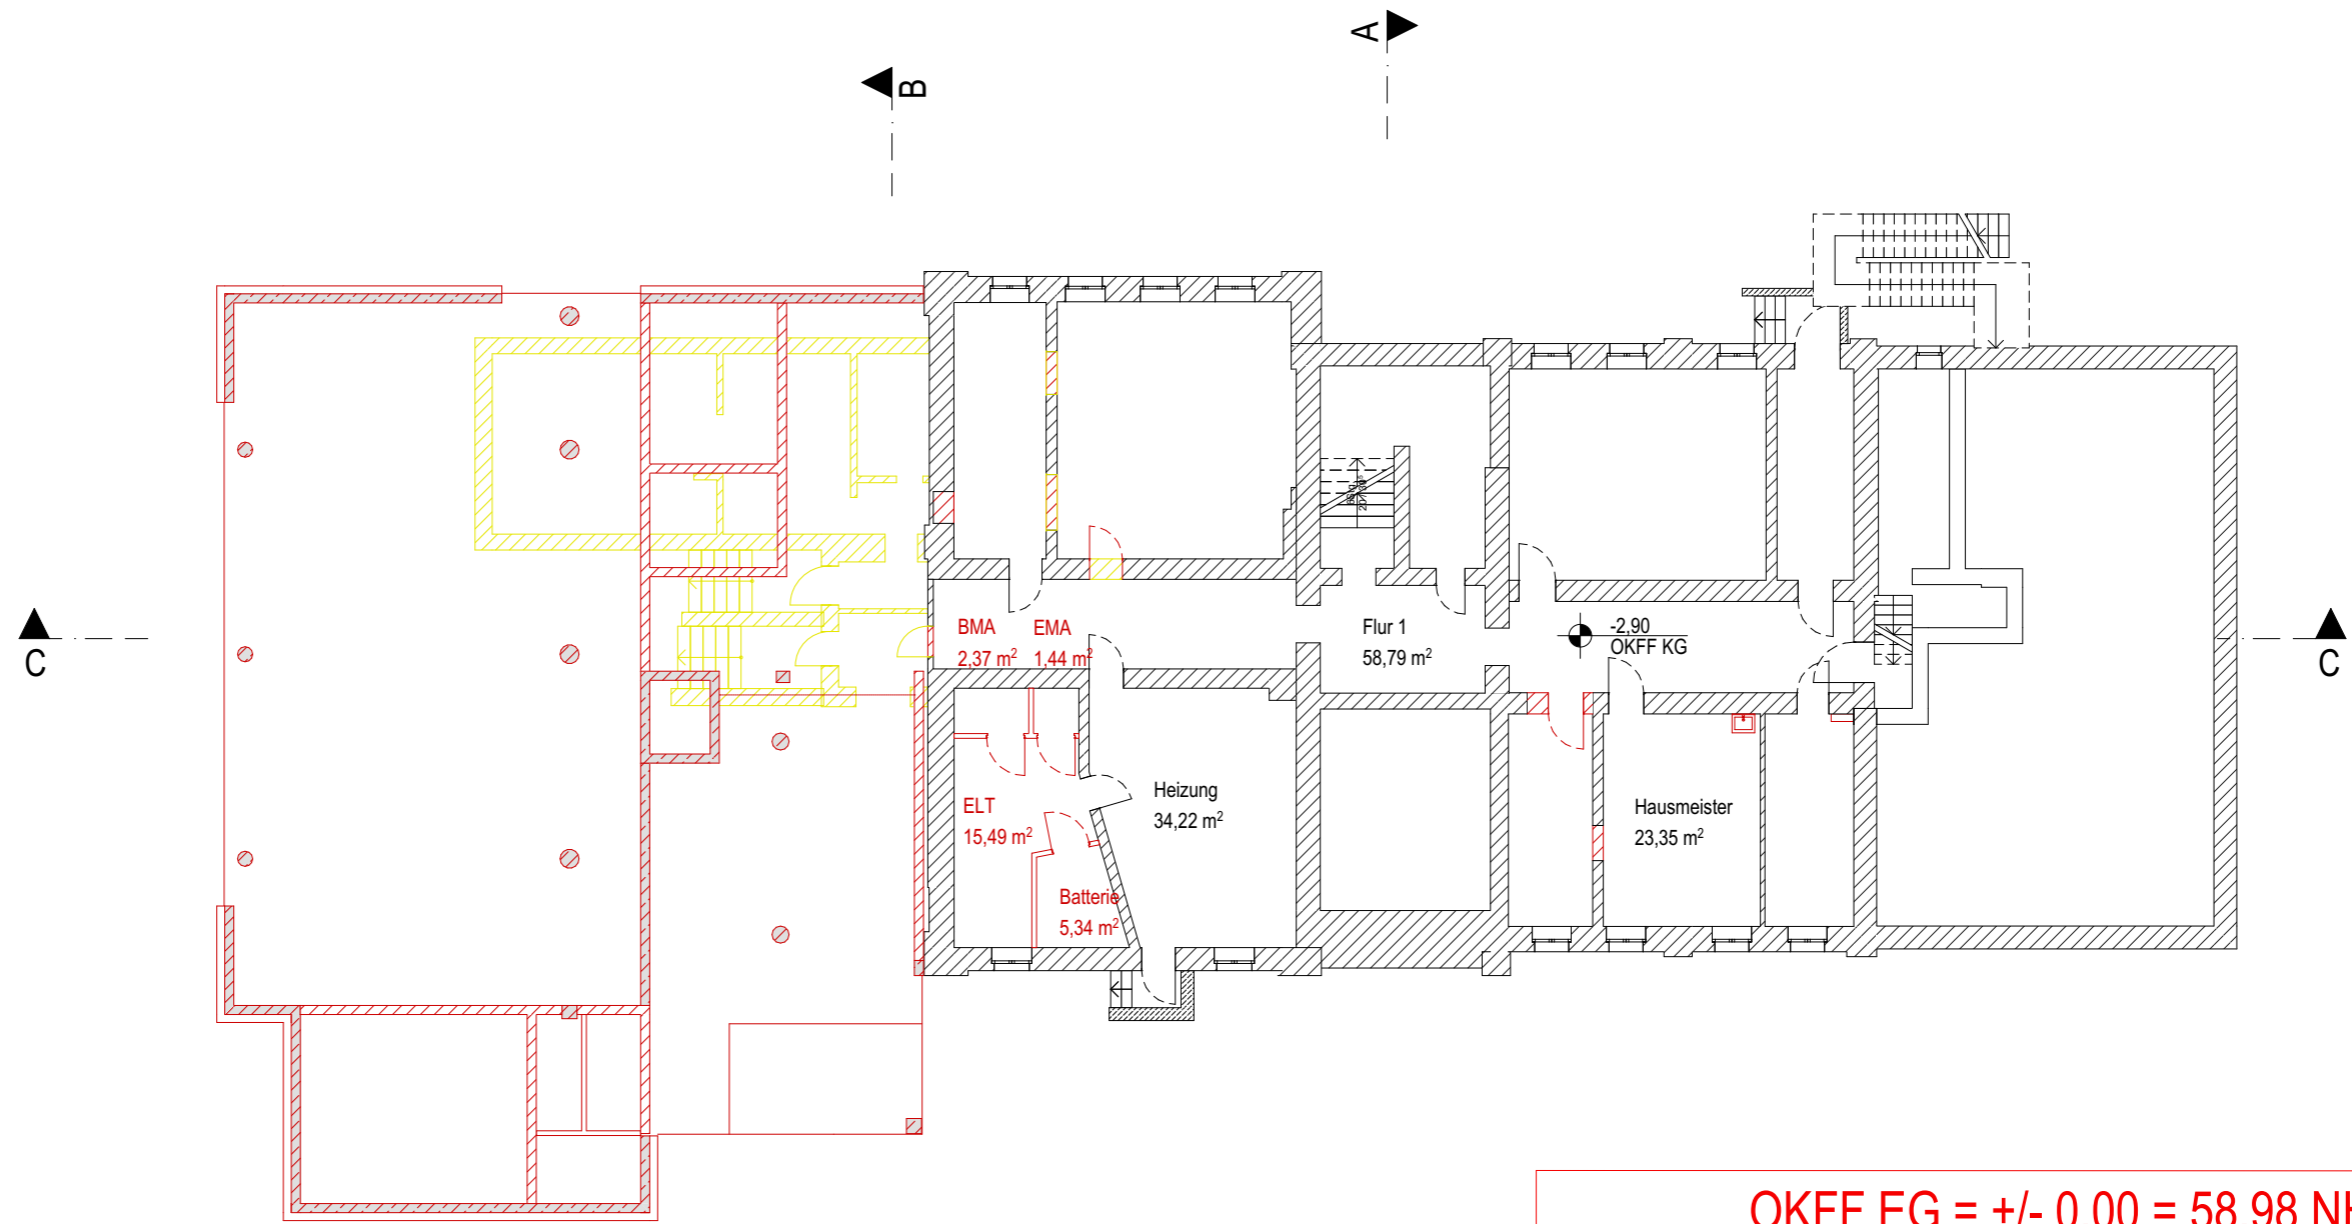 A
B
BMA
2,37 m²
EMA
1,44 m²
Flur 1
58,79 m²
-2,90
OKFF KG
C
C
ELT
15,49 m²
Heizung
34,22 m²
Hausmeister
23,35 m²
Batterie
5,34 m²
OKFF EG = +/- 0,00 = 58,98